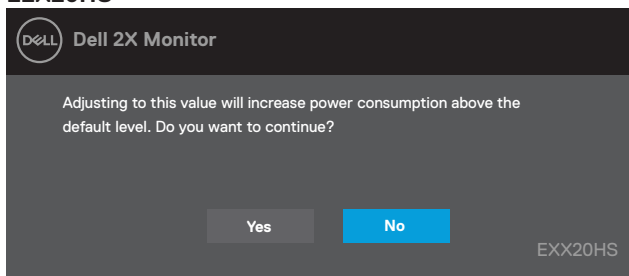 DELL Dell 2X Monitor
Adjusting to this value will increase power consumption above the
default level. Do you want to continue?
Yes No
EXX20HS